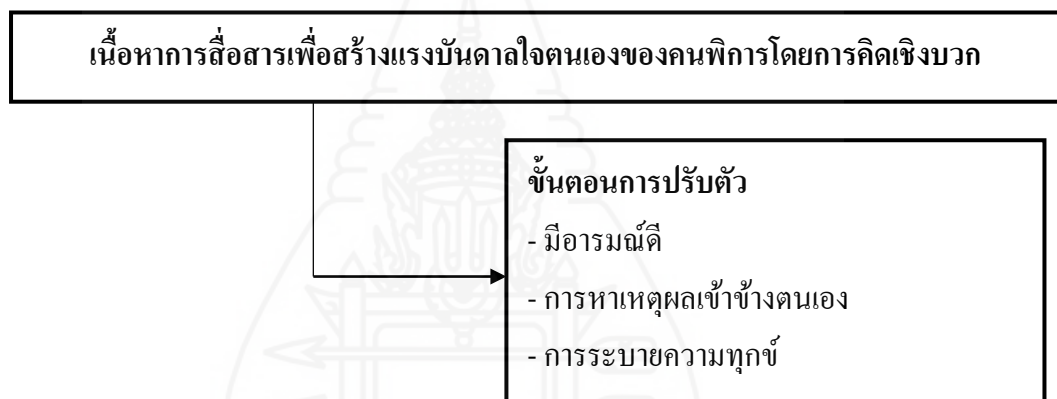 เนื้อหาการสื่อสารเพื่อสร้างแรงบันดาลใจตนเองของคนพิการโดยการคิดเชิงบวก
ขั้นตอนการปรับตัว
- มีอารมณ์ดี
- การหาเหตุผลเข้าข้างตนเอง
- การระบายความทุกข์